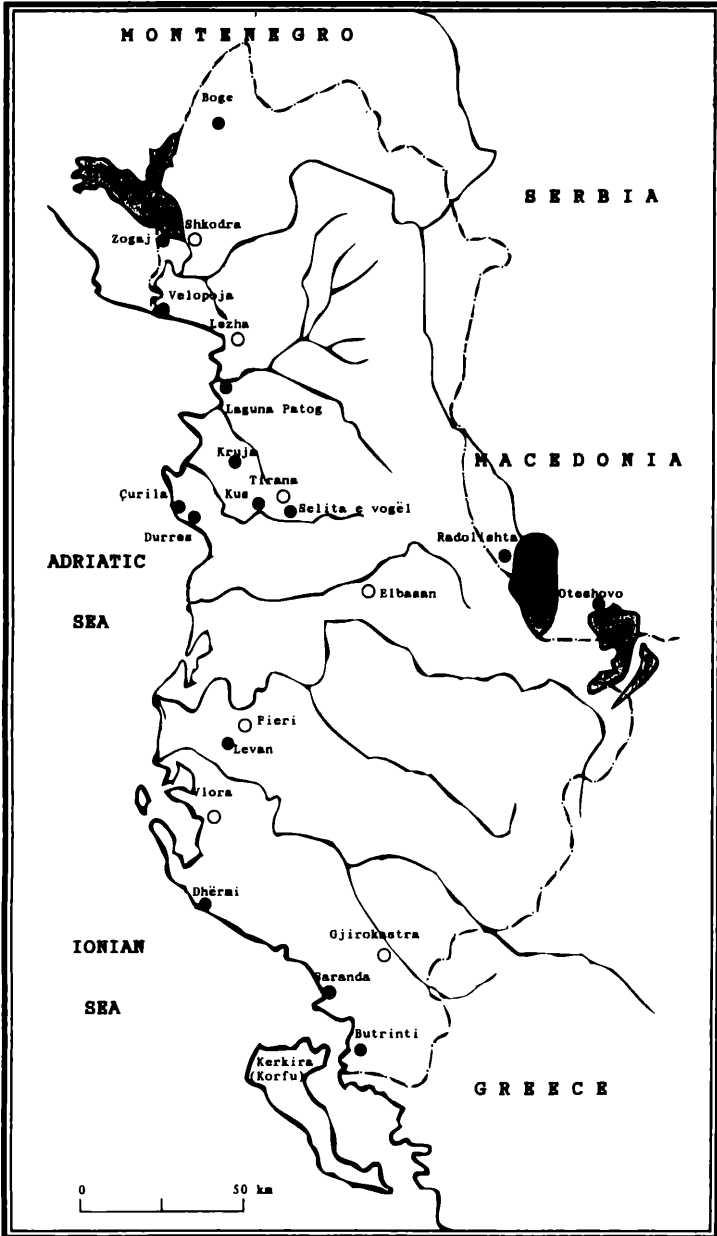 MONTENEGRO
Boge
SERBIA
Shkodra
Zogaj
Velopoja
Lezha
Laguna Patog
Kruja
MACEDONIA
Tirana
Çurila
Kus
Selita e vogël
Durres
Radolishta
ADRIATIC
SEA
Elbasan
Oteshovo
Fieri
Levan
Vlora
Dhërmi
Gjirokastra
IONIAN
SEA
Saranda
Butrinti
Kerkira
(Korfu)
GREECE
0 50 km